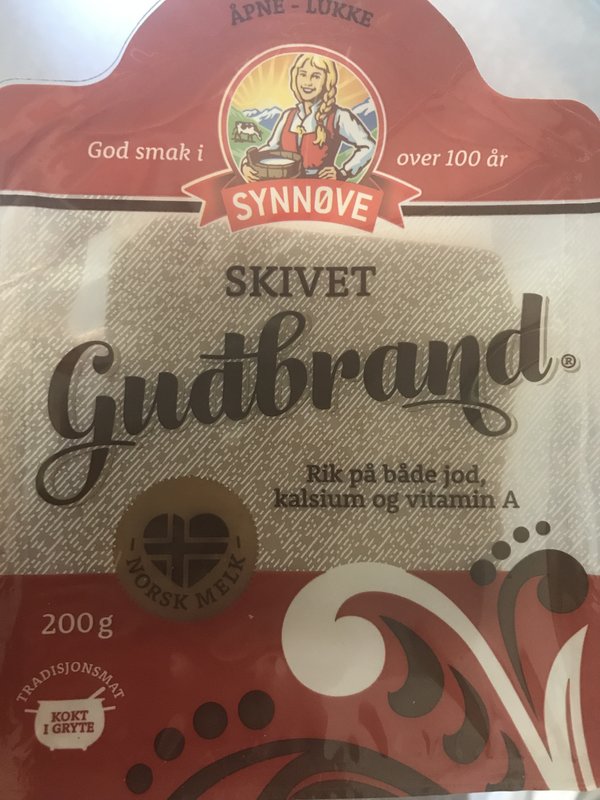 ÅPNE - LUKKE
God smak i
over 100 år
SYNNØVE
SKIVET
Gudbrand®
Rik på både jod,
kalsium og vitamin A
- NORSK MELK -
200 g
TRADISJONSMAT
KOKT
I GRYTE